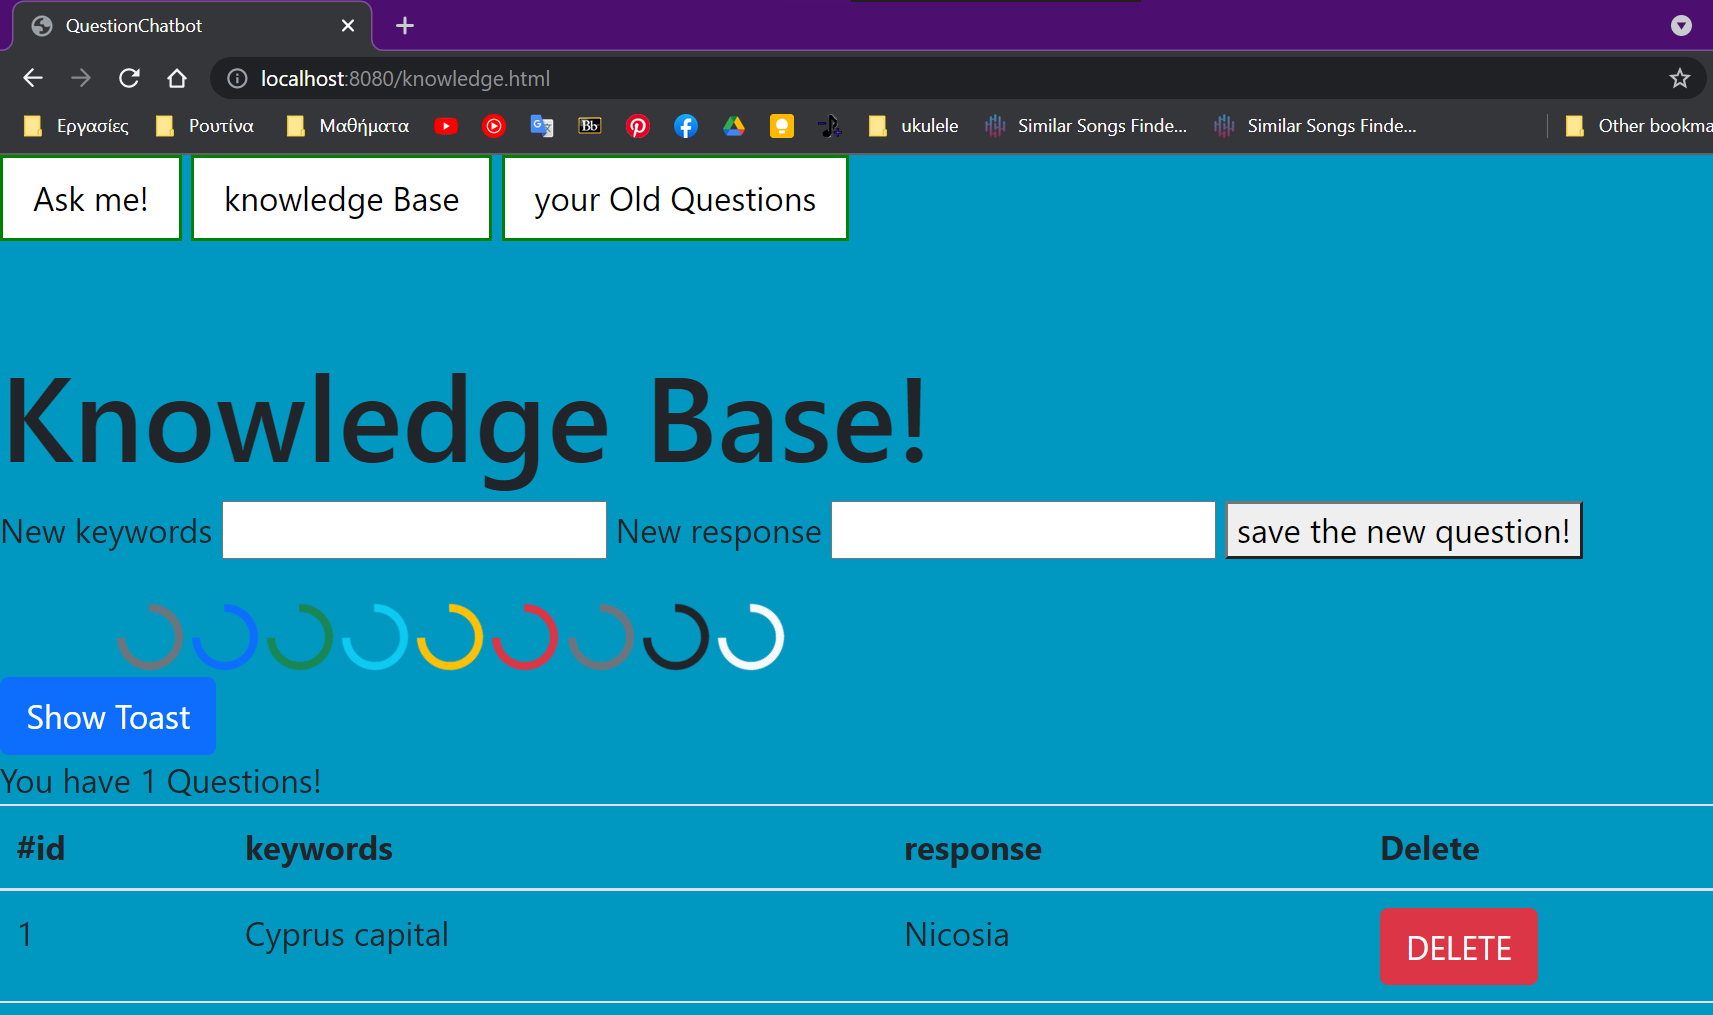 QuestionChatbot
localhost:8080/knowledge.html
Εργασίες Ρουτίνα Μαθήματα Bb ukulele Similar Songs Finde... Similar Songs Finde... Other bookma
Ask me! knowledge Base your Old Questions
Knowledge Base!
New keywords New response save the new question!
Show Toast
You have 1 Questions!
#id keywords response Delete
1 Cyprus capital Nicosia DELETE